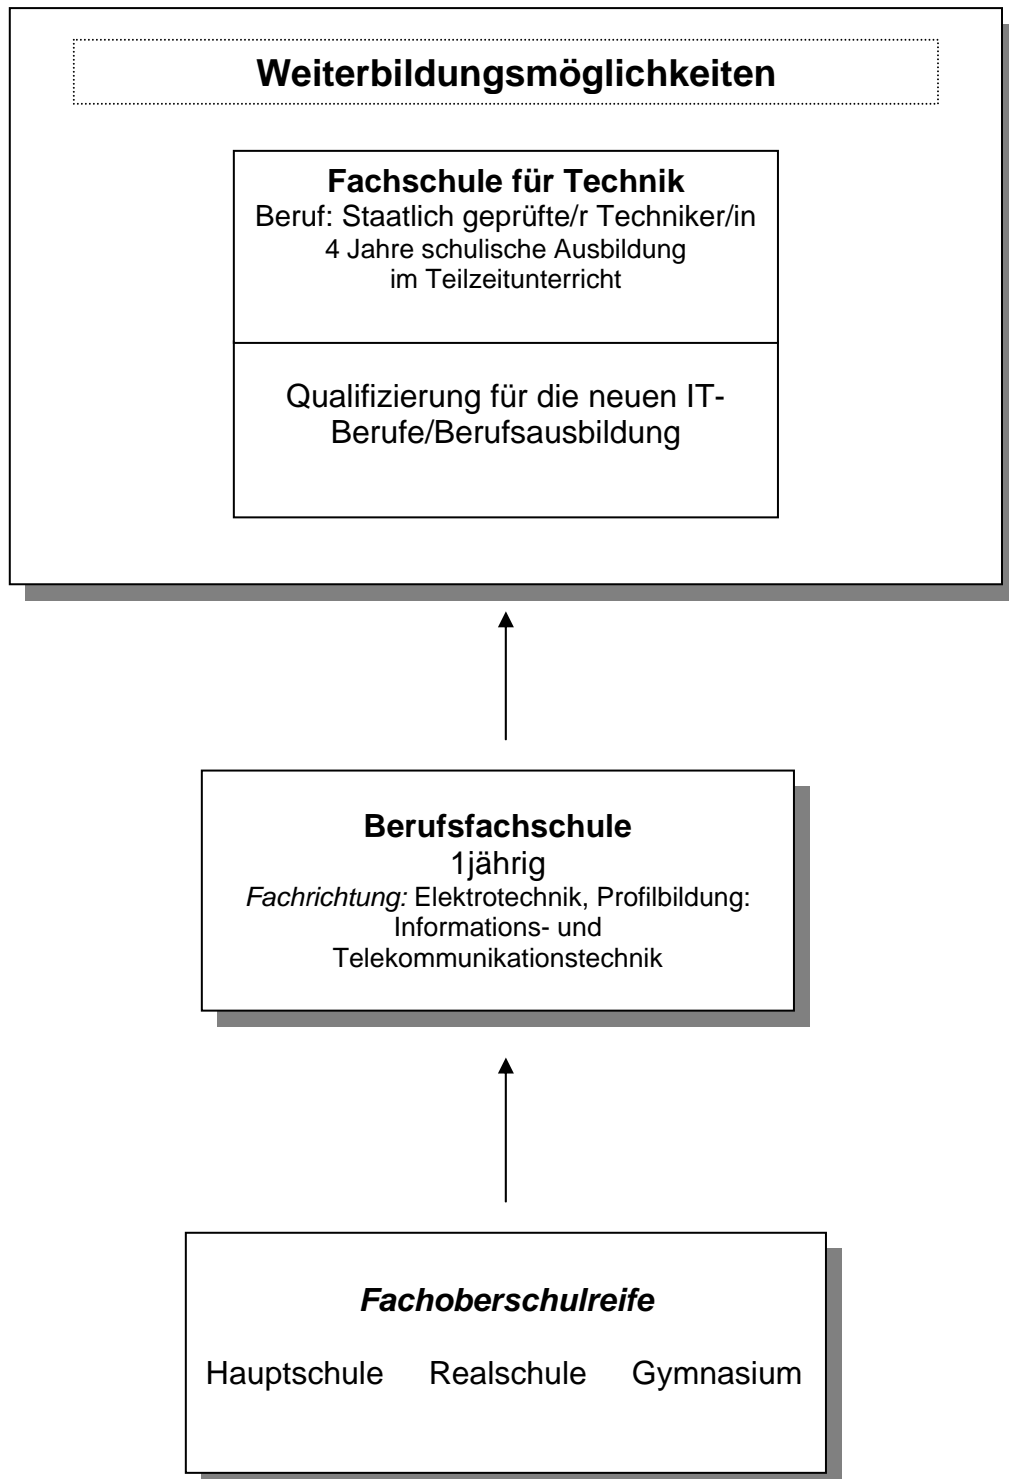 Weiterbildungsmöglichkeiten
Fachschule für Technik
Beruf: Staatlich geprüfte/r Techniker/in
4 Jahre schulische Ausbildung
im Teilzeitunterricht
Qualifizierung für die neuen IT-
Berufe/Berufsausbildung
Berufsfachschule
1jährig
Fachrichtung: Elektrotechnik, Profilbildung:
Informations- und
Telekommunikationstechnik
Fachoberschulreife
Hauptschule Realschule Gymnasium